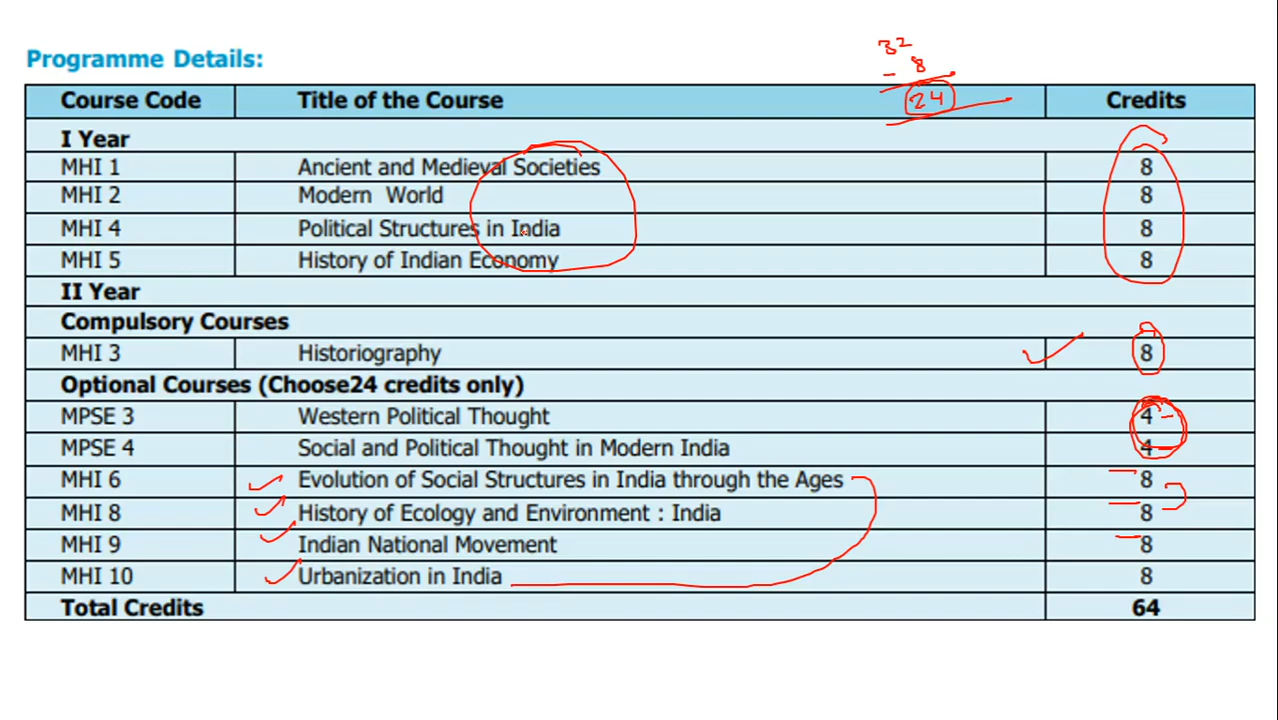 Programme Details:
32
- 8
24
Course Code Title of the Course Credits
I Year
MHI 1 Ancient and Medieval Societies 8
MHI 2 Modern World 8
MHI 4 Political Structures in India 8
MHI 5 History of Indian Economy 8
II Year
Compulsory Courses
MHI 3 Historiography 8
Optional Courses (Choose24 credits only)
MPSE 3 Western Political Thought 4
MPSE 4 Social and Political Thought in Modern India 4
MHI 6 Evolution of Social Structures in India through the Ages 8
MHI 8 History of Ecology and Environment : India 8
MHI 9 Indian National Movement 8
MHI 10 Urbanization in India 8
Total Credits 64